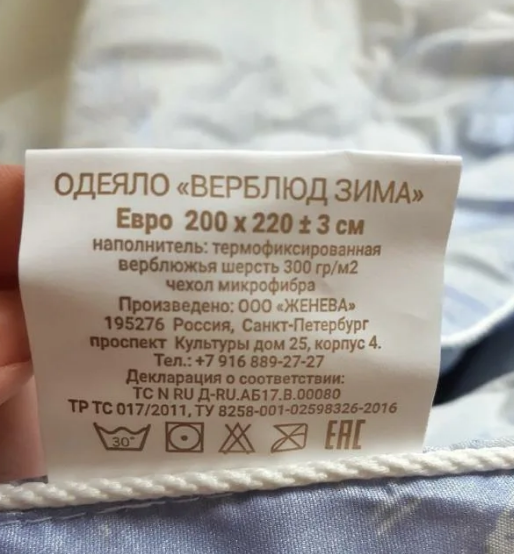 ОДЕЯЛО «ВЕРБЛЮД ЗИМА»
Евро 200 х 220 ± 3 см
наполнитель: термофиксированная
верблюжья шерсть 300 гр/м2
чехол микрофибра
Произведено: ООО «ЖЕНЕВА»
195276 Россия, Санкт-Петербург
проспект Культуры дом 25, корпус 4.
Тел.: +7 916 889-27-27
Декларация о соответствии:
ТС N RU Д-RU.АБ17.В.00080
ТР ТС 017/2011, ТУ 8258-001-02598326-2016
30° ЕАС